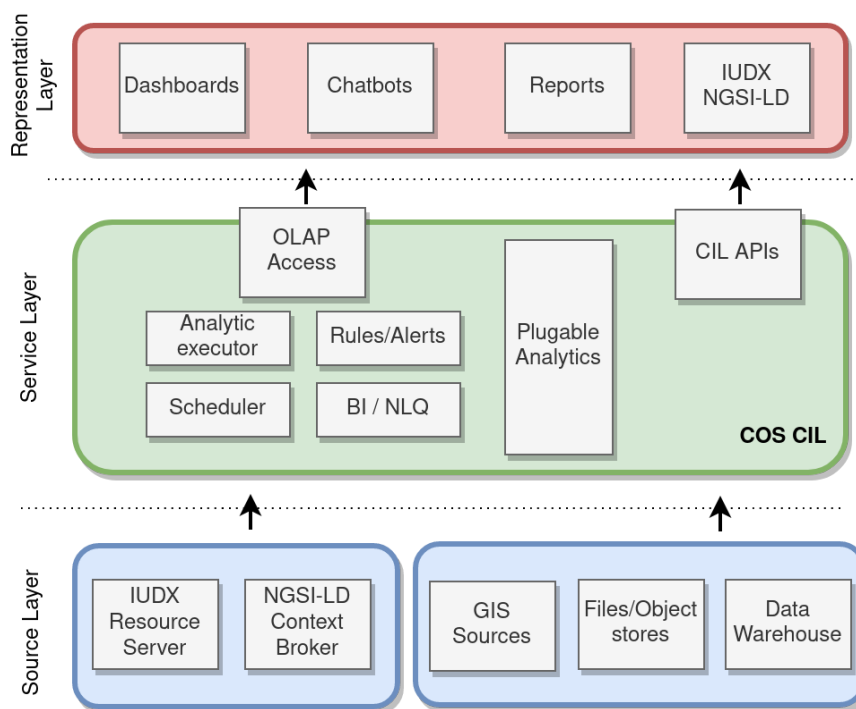 Representation
Layer
Dashboards
Chatbots
Reports
IUDX
NGSI-LD
Service Layer
OLAP
Access
CIL APIs
Analytic
executor
Rules/Alerts
Plugable
Analytics
Scheduler
BI / NLQ
COS CIL
Source Layer
IUDX
Resource
Server
NGSI-LD
Context
Broker
GIS
Sources
Files/Object
stores
Data
Warehouse